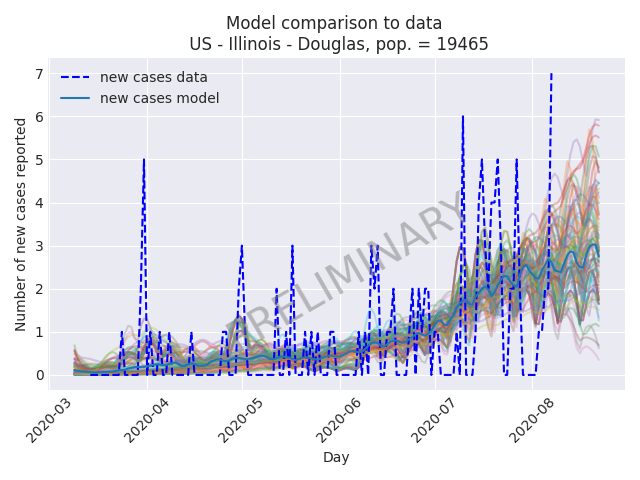 Model comparison to data
US - Illinois - Douglas, pop. = 19465
new cases data
new cases model
Number of new cases reported
7
6
5
4
3
2
1
0
PRELIMINARY
2020-03
2020-04
2020-05
2020-06
2020-07
2020-08
Day